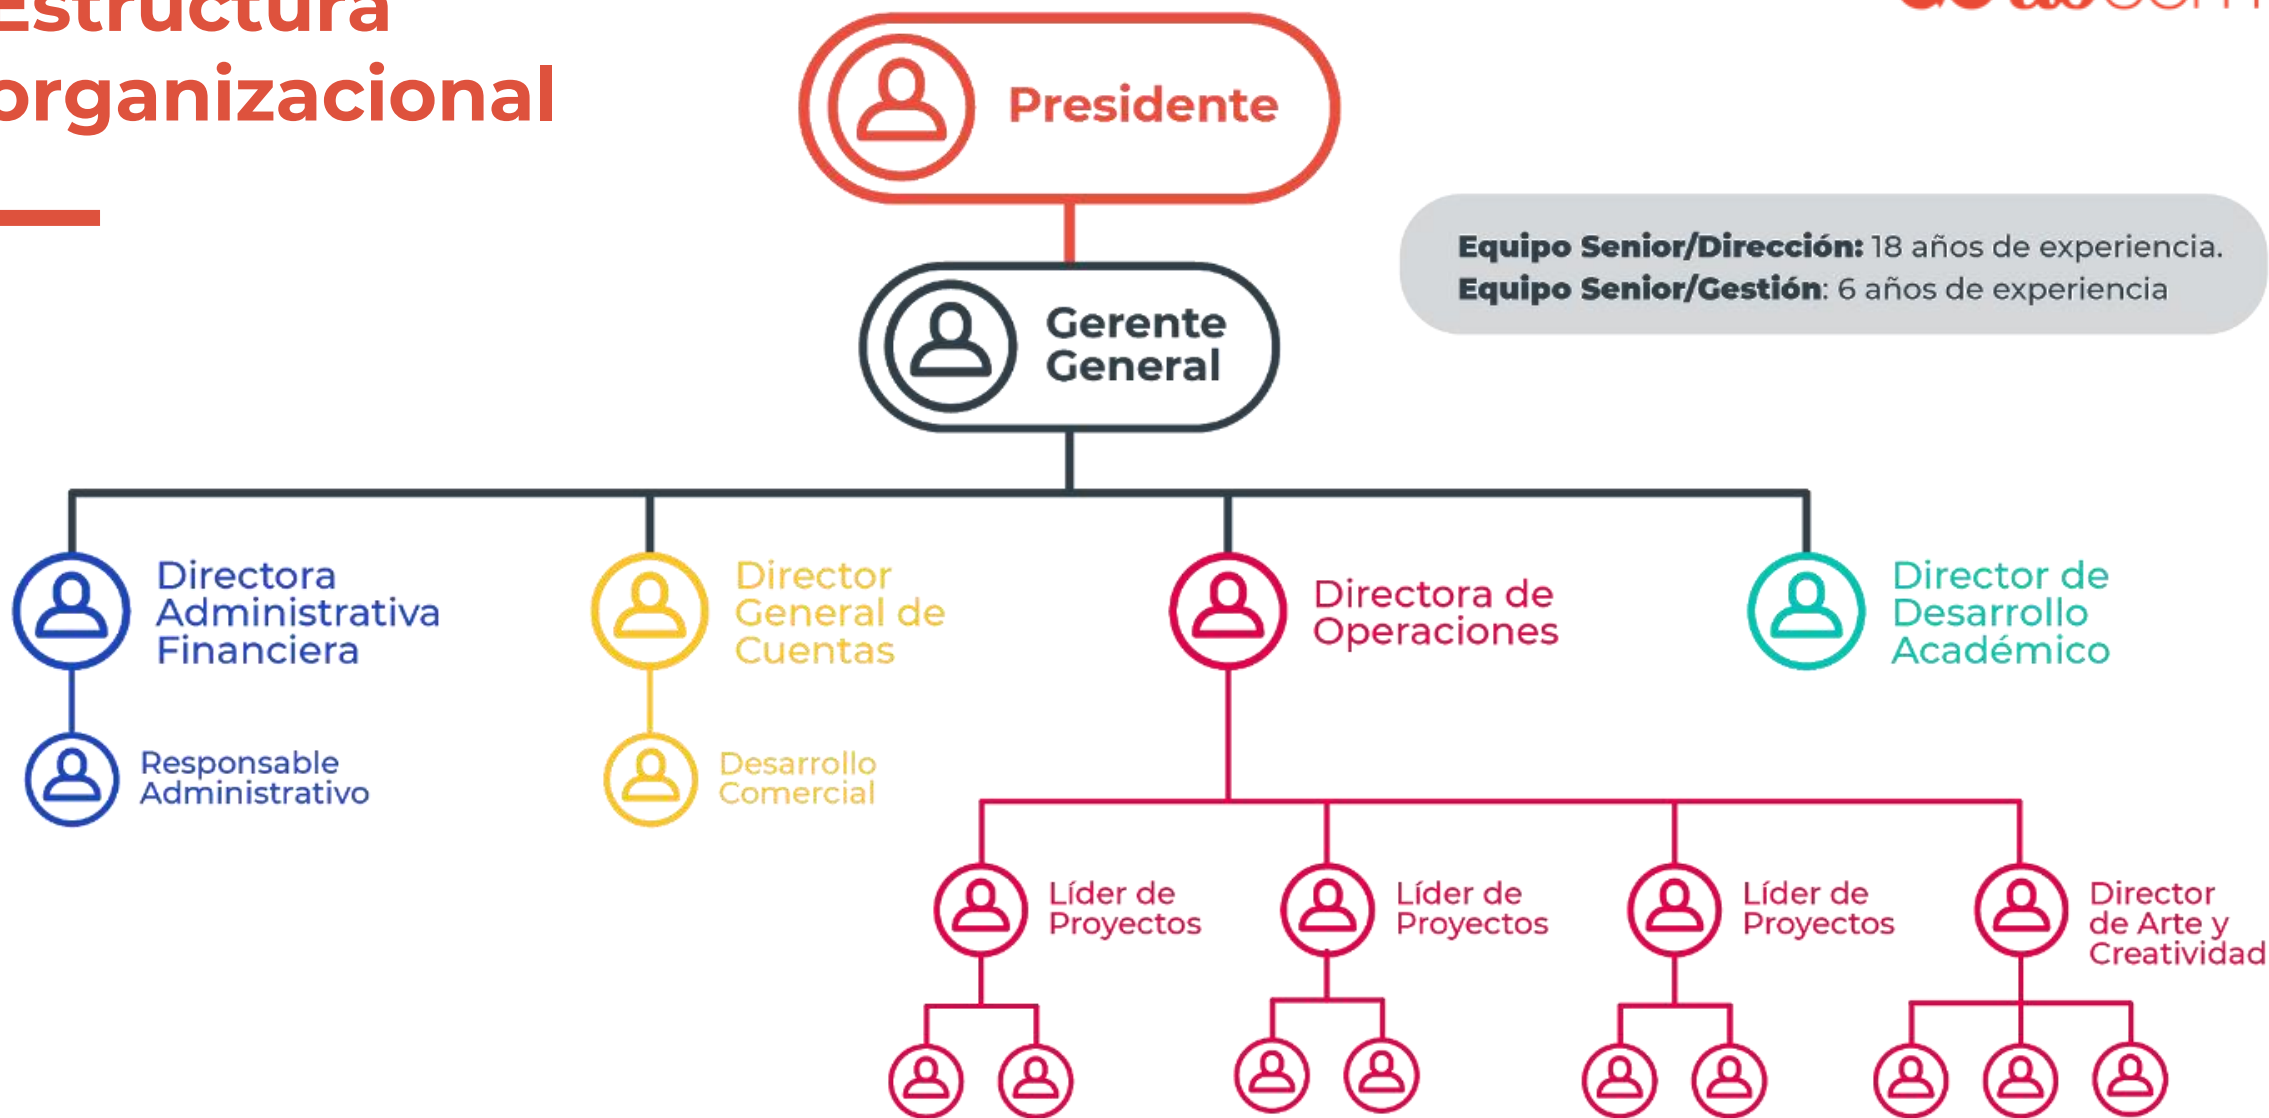 Estructura
organizacional
Presidente
Equipo Senior/Dirección: 18 años de experiencia.
Equipo Senior/Gestión: 6 años de experiencia
Gerente
General
Directora
Administrativa
Financiera
Director
General de
Cuentas
Directora de
Operaciones
Director de
Desarrollo
Académico
Responsable
Administrativo
Desarrollo
Comercial
Líder de
Proyectos
Líder de
Proyectos
Líder de
Proyectos
Director
de Arte y
Creatividad